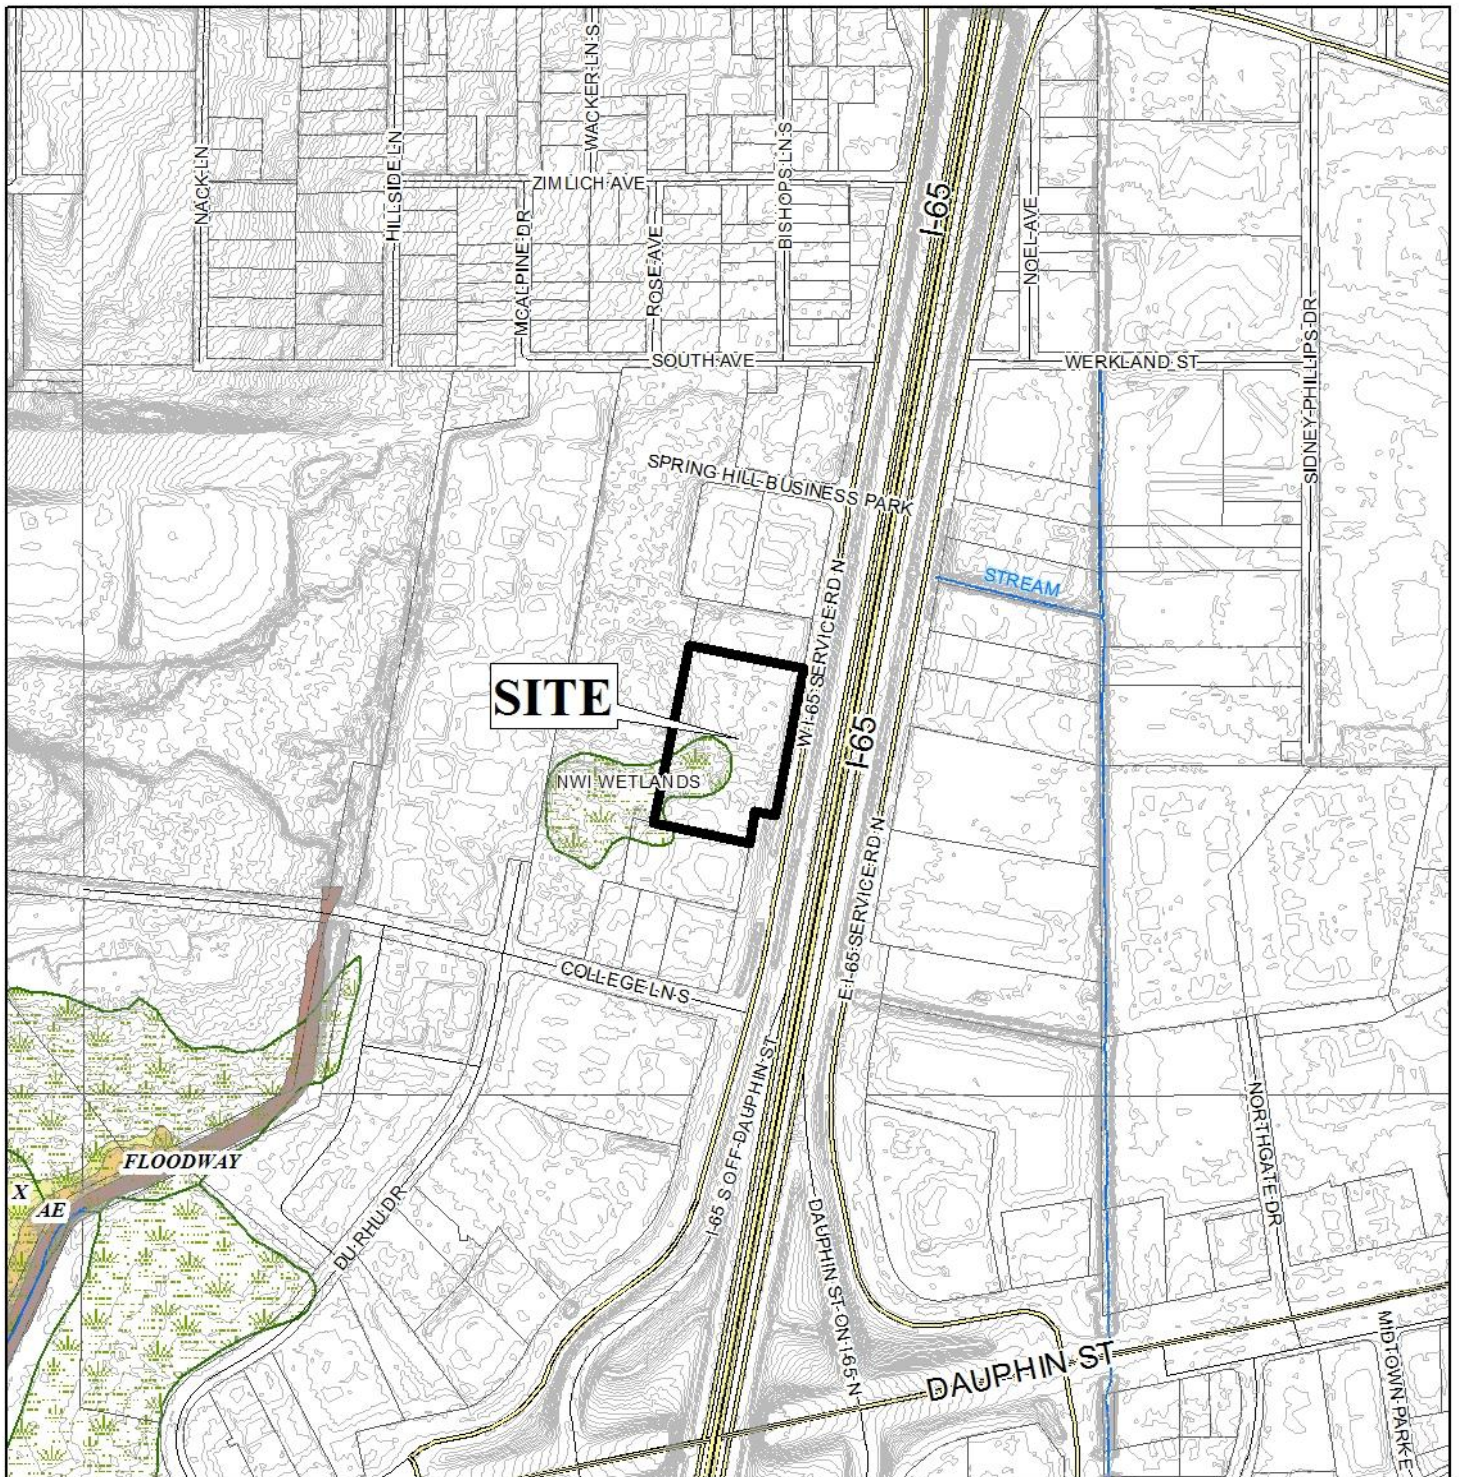 WACKER LN S
NACK LN
HILLSIDE LN
ZIMLICH AVE
BISHOPS LN S
I-65
MCALPINE DR
ROSE AVE
NOEL AVE
SOUTH AVE
WERKLAND ST
SIDNEY PHILLIPS DR
SPRING HILL BUSINESS PARK
STREAM
W I-65 SERVICE RD N
SITE
I-65
NWI WETLANDS
E I-65 SERVICE RD N
COLLEGE LN S
I-65 S OFF DAUPHIN ST
NORTHGATE DR
FLOODWAY
X
AE
DU RHU DR
DAUPHIN ST ON I-65 N
DAUPHIN ST
MIDTOWN PARK E